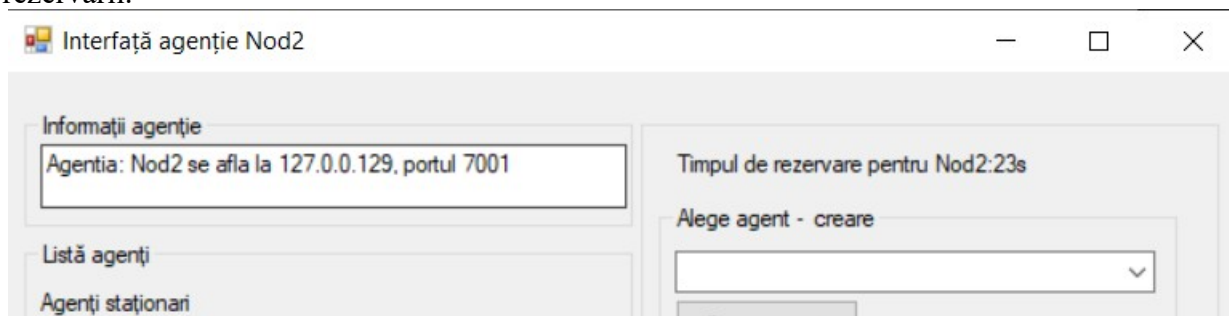 rezervării.
Interfață agenție Nod2
Informații agenție
Agentia: Nod2 se afla la 127.0.0.129, portul 7001
Timpul de rezervare pentru Nod2:23s
Alege agent - creare
Listă agenți
Agenți staționari